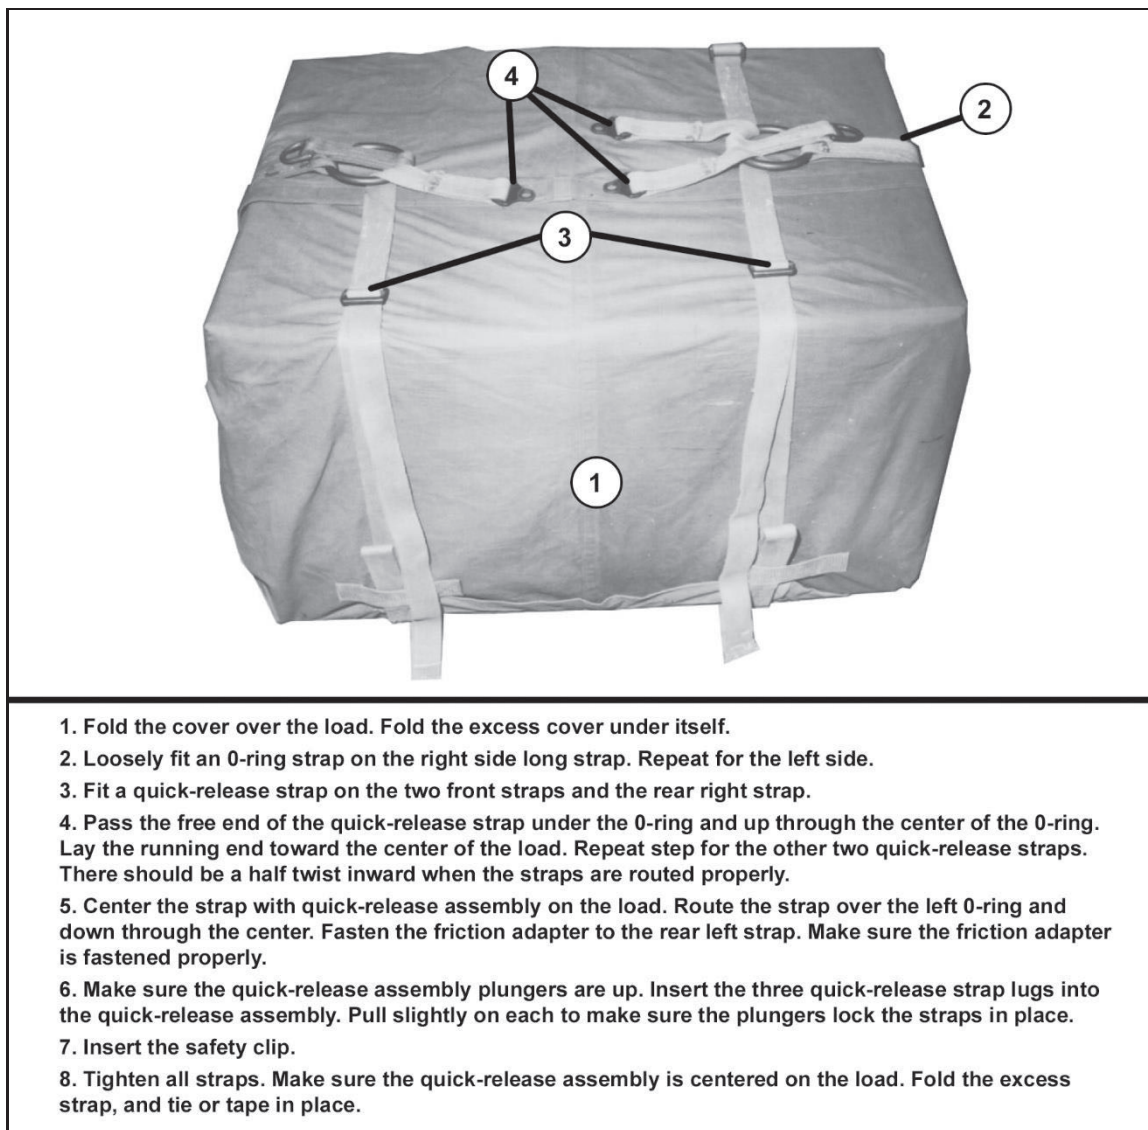 4
2
3
1
1. Fold the cover over the load. Fold the excess cover under itself.
2. Loosely fit an 0-ring strap on the right side long strap. Repeat for the left side.
3. Fit a quick-release strap on the two front straps and the rear right strap.
4. Pass the free end of the quick-release strap under the 0-ring and up through the center of the 0-ring.
Lay the running end toward the center of the load. Repeat step for the other two quick-release straps.
There should be a half twist inward when the straps are routed properly.
5. Center the strap with quick-release assembly on the load. Route the strap over the left 0-ring and
down through the center. Fasten the friction adapter to the rear left strap. Make sure the friction adapter
is fastened properly.
6. Make sure the quick-release assembly plungers are up. Insert the three quick-release strap lugs into
the quick-release assembly. Pull slightly on each to make sure the plungers lock the straps in place.
7. Insert the safety clip.
8. Tighten all straps. Make sure the quick-release assembly is centered on the load. Fold the excess
strap, and tie or tape in place.